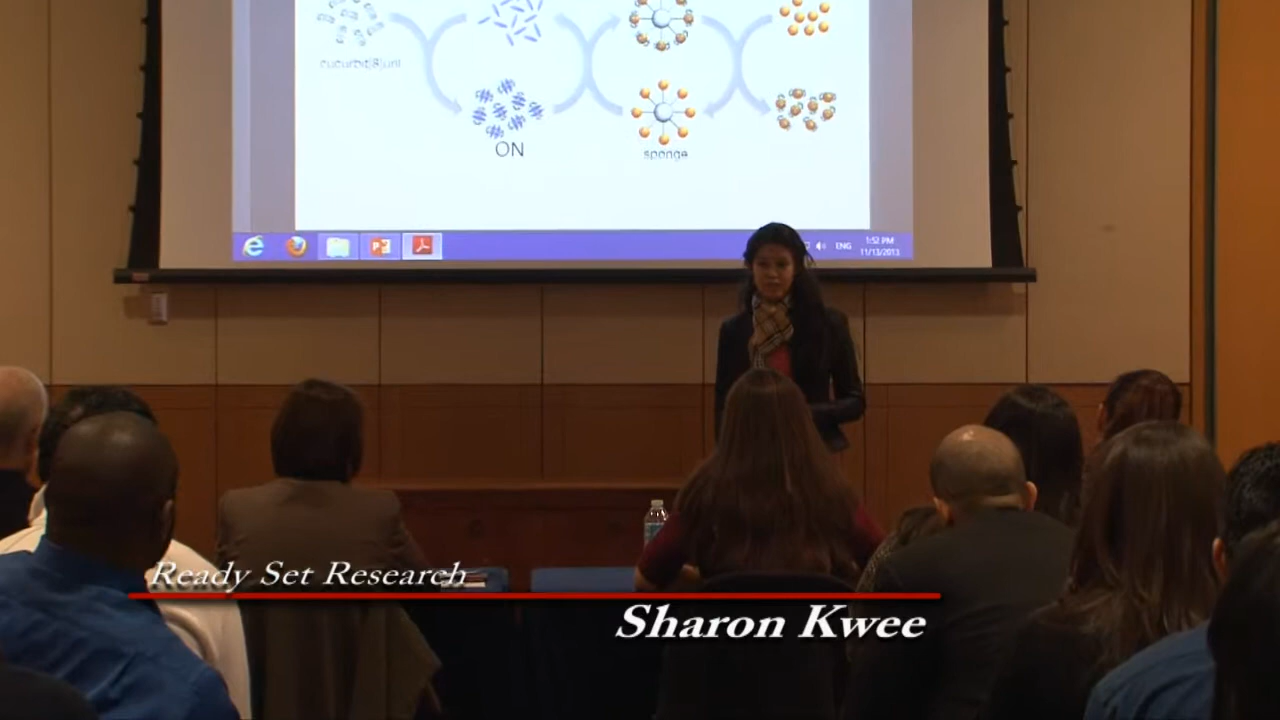 cucurbit[8]uril
ON
sponge
ENG
1:52 PM
11/13/2013
Ready Set Research
Sharon Kwee